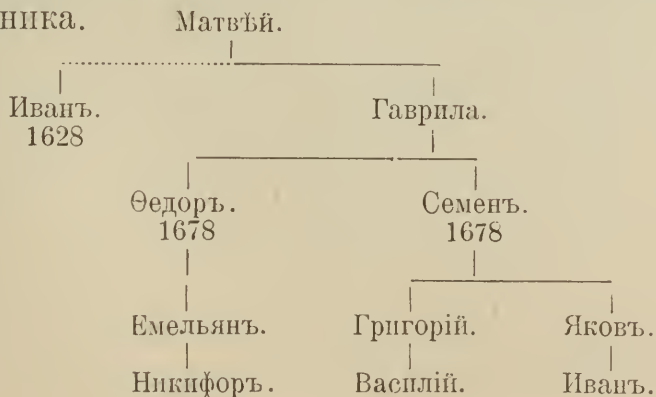 ника. Матвѣй.
Иванъ. Гаврила.
1628
Ѳедоръ. Семенъ.
1678 1678
Емельянъ. Григорій. Яковъ.
Никифоръ. Василій. Иванъ.